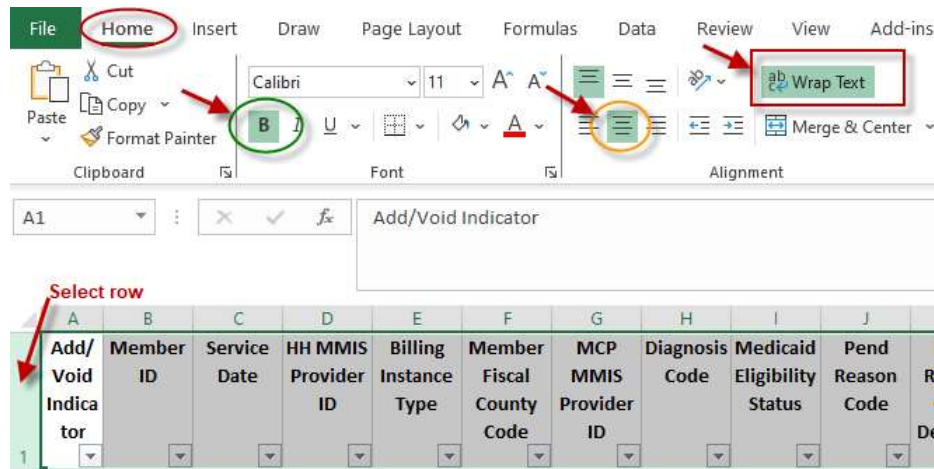 File Home Insert Draw Page Layout Formulas Data Review View Add-ins
Cut
Calibri 11 A^ Aˇ ab Wrap Text
Copy
Paste
B I U A Merge & Center
Format Painter
Clipboard Font Alignment
A1 fx Add/Void Indicator
Select row
A B C D E F G H I J
Add/ Member Service HH MMIS Billing Member MCP Diagnosis Medicaid Pend
Void ID Date Provider Instance Fiscal MMIS Code Eligibility Reason R
Indica ID Type County Provider Status Code
tor Code ID De
1